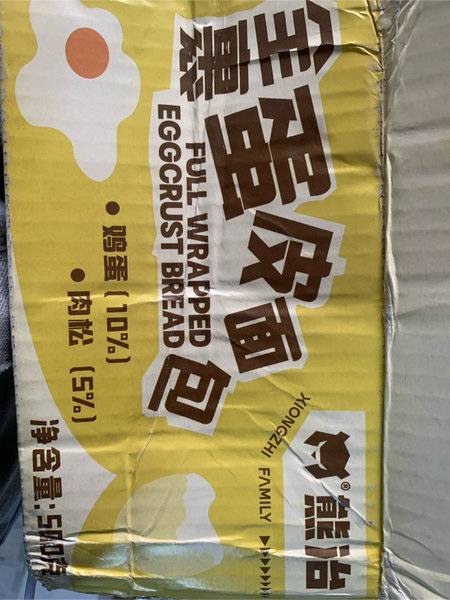 熊治®
XIONGZHI FAMILY
全裹蛋皮面包
FULL WRAPPED
EGGCRUST BREAD
• 鸡蛋(10%)
• 肉松(5%)
净含量:500克